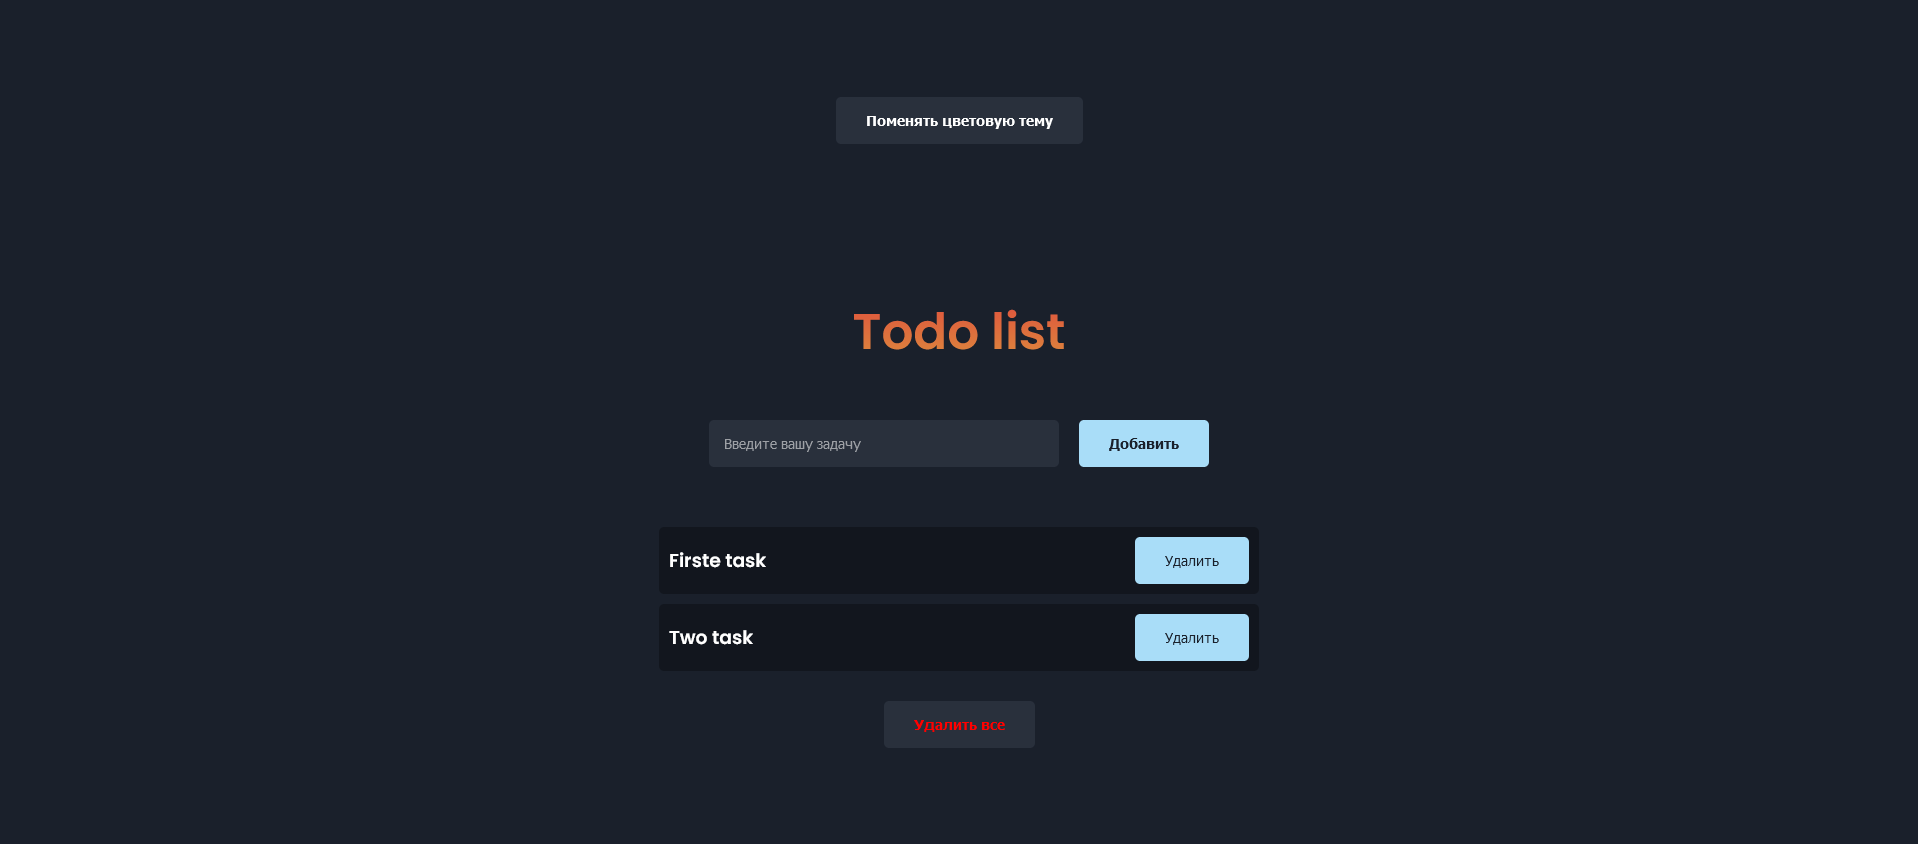 Поменять цветовую тему
Todo list
Введите вашу задачу
Добавить
Firste task
Удалить
Two task
Удалить
Удалить все